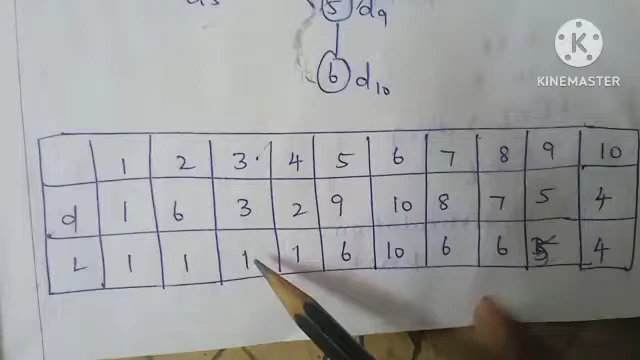 5 d9
6 d10
1 2 3 4 5 6 7 8 9 10
d 1 6 3 2 9 10 8 7 5 4
L 1 1 1 1 6 10 6 6 5 4
K
KINEMASTER